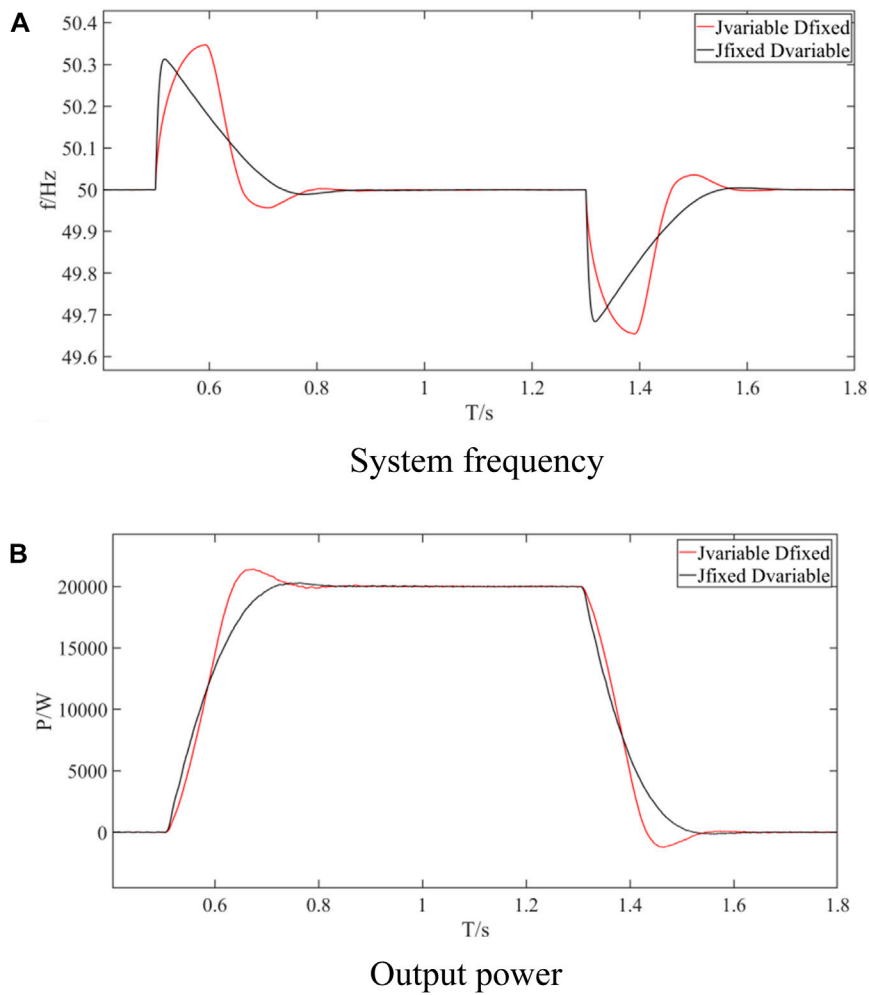 A
50.4
50.3
50.2
50.1
50
49.9
49.8
49.7
49.6
f/Hz
Jvariable Dfixed
Jfixed Dvariable
0.6
0.8
1
1.2
1.4
1.6
1.8
T/s
System frequency
B
20000
15000
10000
5000
0
P/W
Jvariable Dfixed
Jfixed Dvariable
0.6
0.8
1
1.2
1.4
1.6
1.8
T/s
Output power